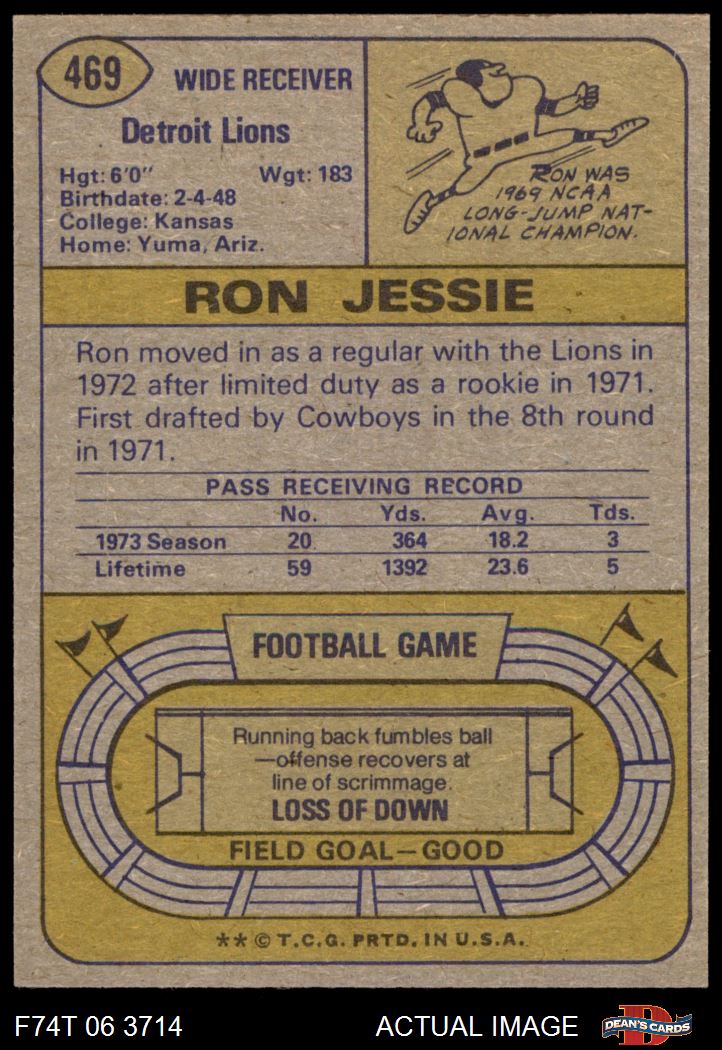 469
WIDE RECEIVER
Detroit Lions
Hgt: 6'0" Wgt: 183
Birthdate: 2-4-48
College: Kansas
Home: Yuma, Ariz.
RON WAS
1969 NCAA
LONG-JUMP NAT-
IONAL CHAMPION.
RON JESSIE
Ron moved in as a regular with the Lions in
1972 after limited duty as a rookie in 1971.
First drafted by Cowboys in the 8th round
in 1971.
PASS RECEIVING RECORD
No. Yds. Avg. Tds.
1973 Season 20 364 18.2 3
Lifetime 59 1392 23.6 5
FOOTBALL GAME
Running back fumbles ball
—offense recovers at
line of scrimmage.
LOSS OF DOWN
FIELD GOAL—GOOD
** © T.C.G. PRTD. IN U.S.A.
F74T 06 3714 ACTUAL IMAGE
D
DEAN'S CARDS